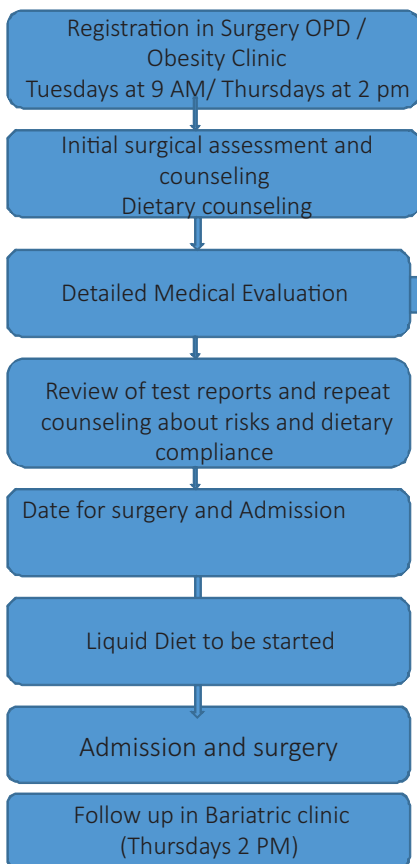 Registration in Surgery OPD /
Obesity Clinic
Tuesdays at 9 AM/ Thursdays at 2 pm
Initial surgical assessment and
counseling
Dietary counseling
Detailed Medical Evaluation
Review of test reports and repeat
counseling about risks and dietary
compliance
Date for surgery and Admission
Liquid Diet to be started
Admission and surgery
Follow up in Bariatric clinic
(Thursdays 2 PM)